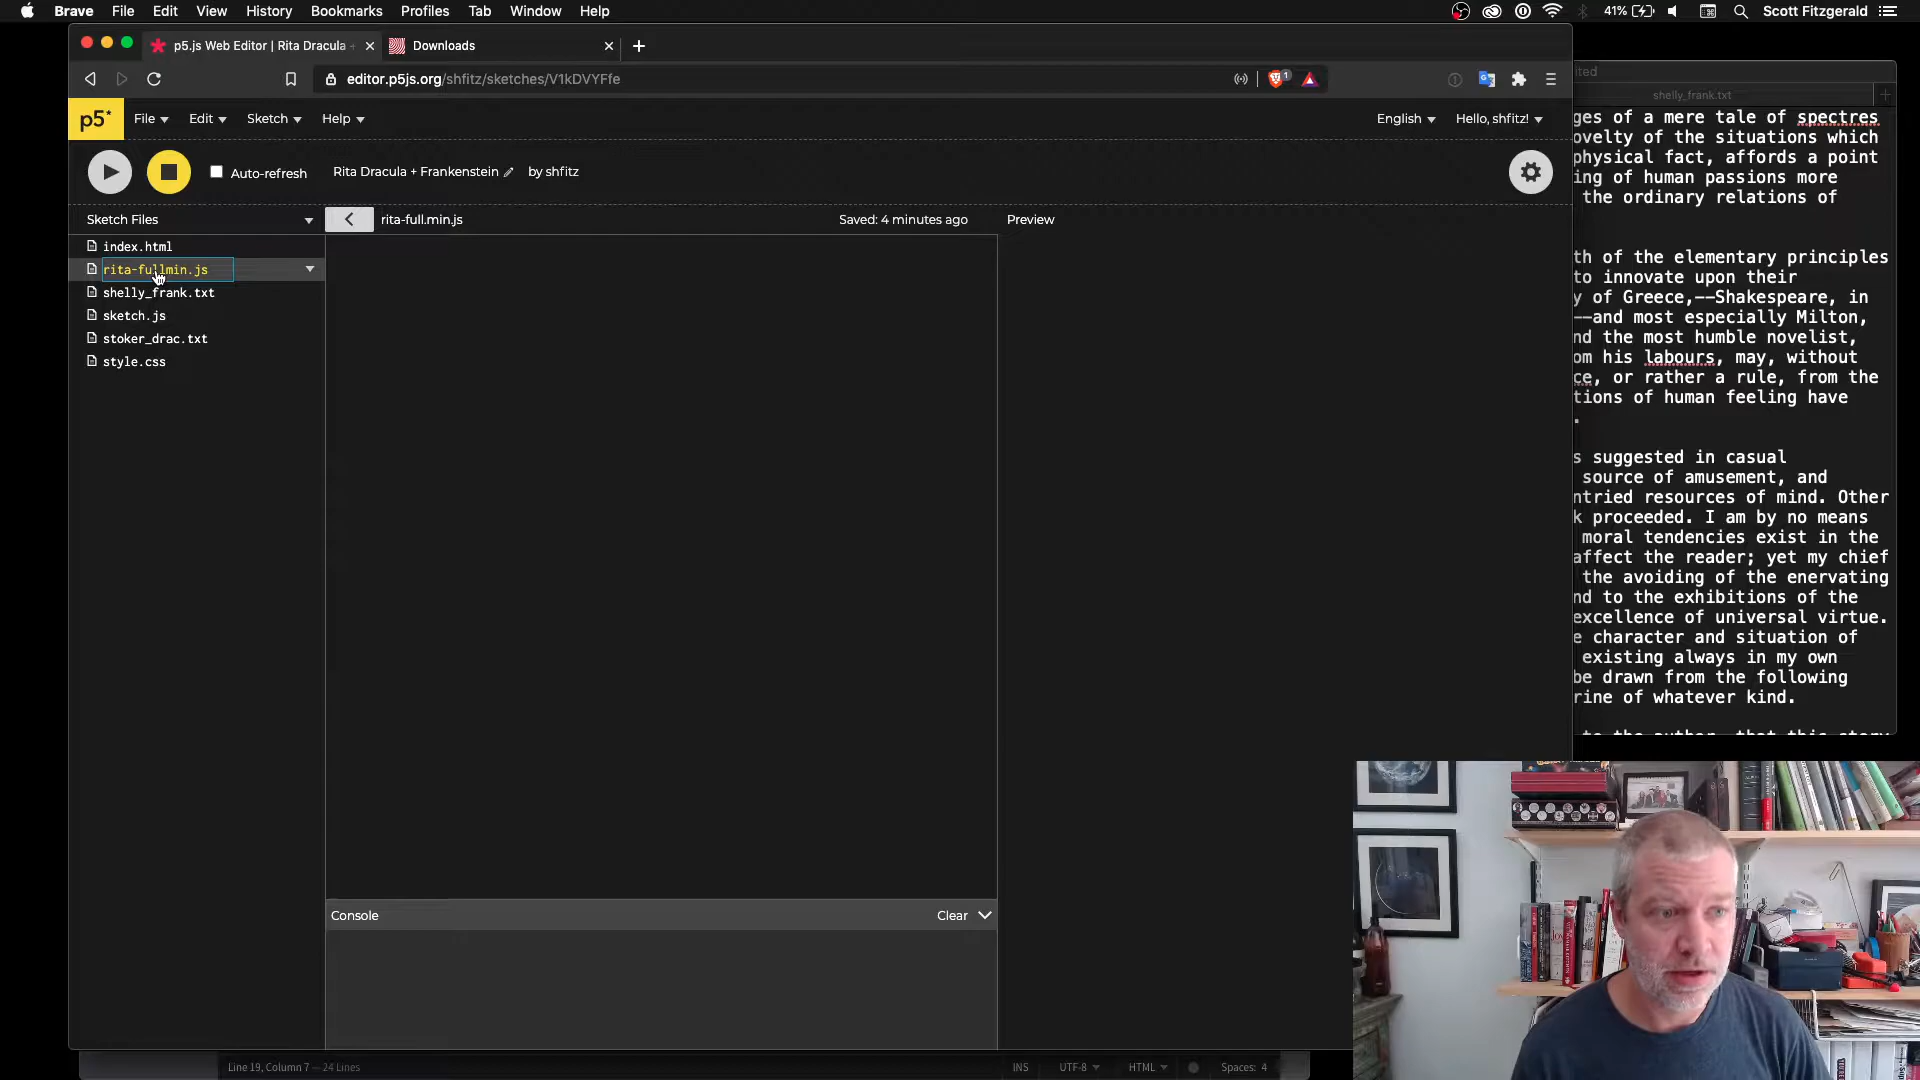 Brave File Edit View History Bookmarks Profiles Tab Window Help 41% Scott Fitzgerald
p5.js Web Editor | Rita Dracula Downloads
editor.p5js.org/shfitz/sketches/V1kDVYFfe 1
p5* File Edit Sketch Help English Hello, shfitz!
Auto-refresh Rita Dracula + Frankenstein by shfitz
Sketch Files rita-full.min.js Saved: 4 minutes ago Preview
index.html
rita-fullmin.js
shelly_frank.txt
sketch.js
stoker_drac.txt
style.css
Console Clear
Line 19, Column 7 — 24 Lines INS UTF-8 HTML Spaces: 4
ited
shelly_frank.txt
ges of a mere tale of spectres
ovelty of the situations which
physical fact, affords a point
ing of human passions more
the ordinary relations of
th of the elementary principles
to innovate upon their
y of Greece,--Shakespeare, in
--and most especially Milton,
nd the most humble novelist,
om his labours, may, without
ce, or rather a rule, from the
tions of human feeling have
.
s suggested in casual
source of amusement, and
ntried resources of mind. Other
k proceeded. I am by no means
moral tendencies exist in the
affect the reader; yet my chief
the avoiding of the enervating
nd to the exhibitions of the
excellence of universal virtue.
e character and situation of
existing always in my own
be drawn from the following
rine of whatever kind.
to the author, that this story